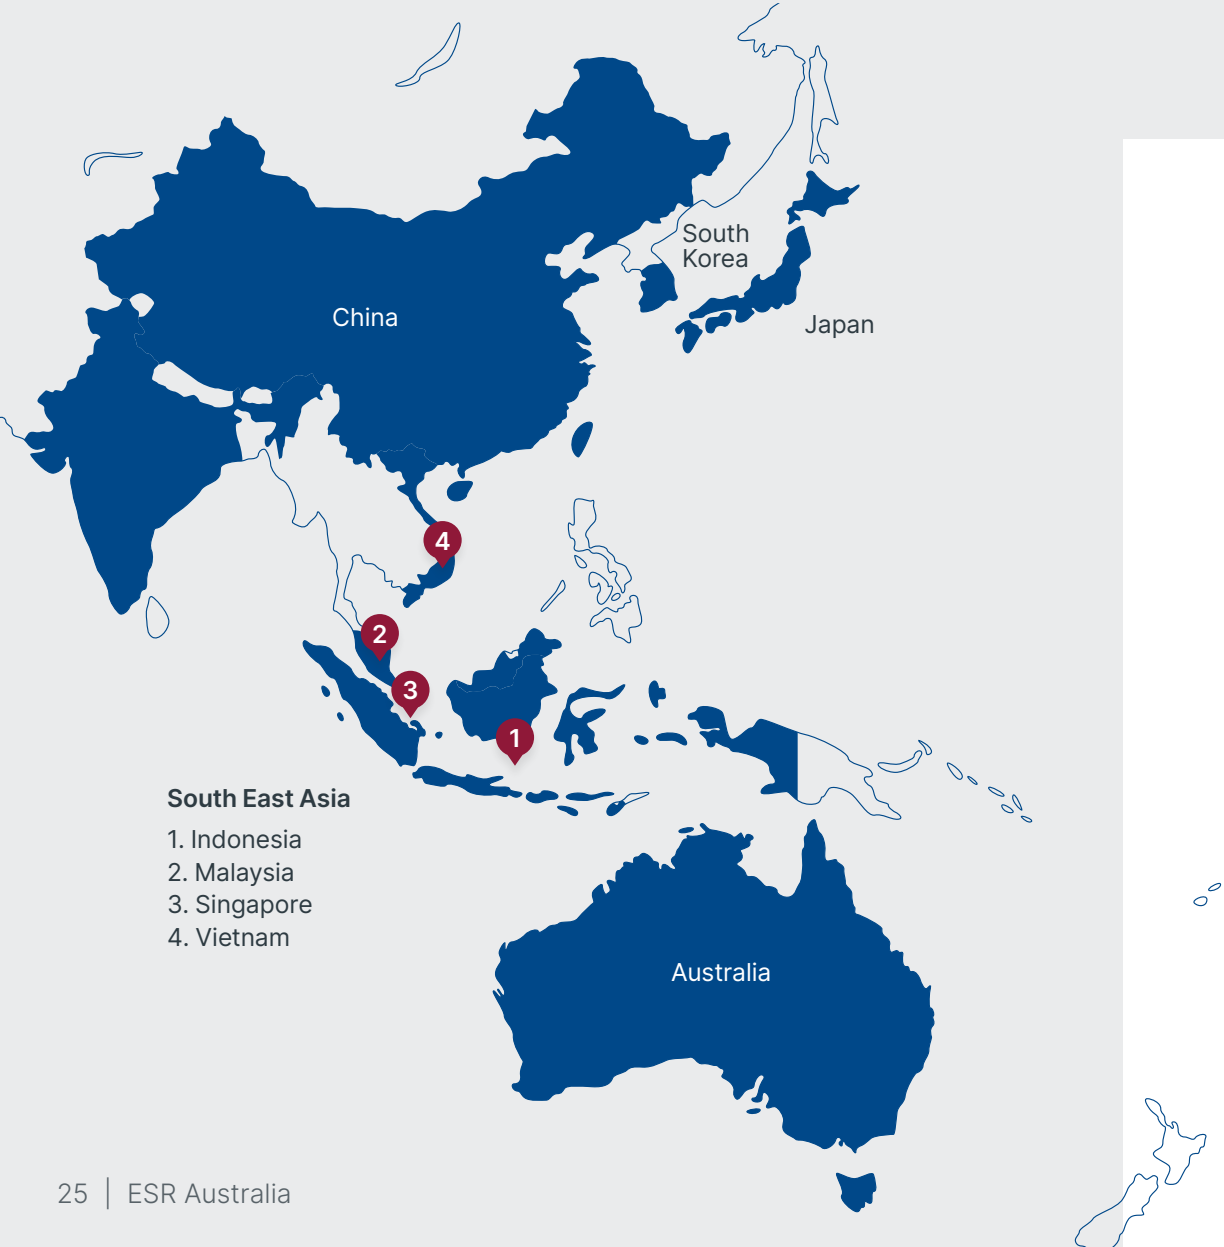 South
Korea
China
Japan
4
2
3
1
South East Asia
1. Indonesia
2. Malaysia
3. Singapore
4. Vietnam
Australia
25 | ESR Australia